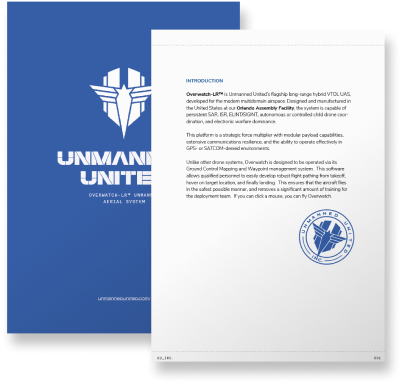 UNMANN
UNITE
OVERWATCH-LR™ UNMAN
AERIAL SYSTEM
unmannedunited.com
INTRODUCTION
Overwatch-LR™ is Unmanned United's flagship long-range hybrid VTOL UAS,
developed for the modern multidomain airspace. Designed and manufactured in
the United States at our Orlando Assembly Facility, the system is capable of
persistent SAR, ISR, ELINT/SIGINT, autonomous or controlled child drone coor-
dination, and electronic warfare dominance.
This platform is a strategic force multiplier with modular payload capabilities,
extensive communications resilience, and the ability to operate effectively in
GPS- or SATCOM-denied environments.
Unlike other drone systems, Overwatch is designed to be operated via its
Ground Control Mapping and Waypoint management system. This software
allows qualified personnel to easily develop robust flight pathing from takeoff,
hover on target location, and finally landing. This ensures that the aircraft flies
in the safest possible manner, and removes a significant amount of training for
the deployment team. If you can click a mouse, you can fly Overwatch.
UNMANNED UNITED
INC.